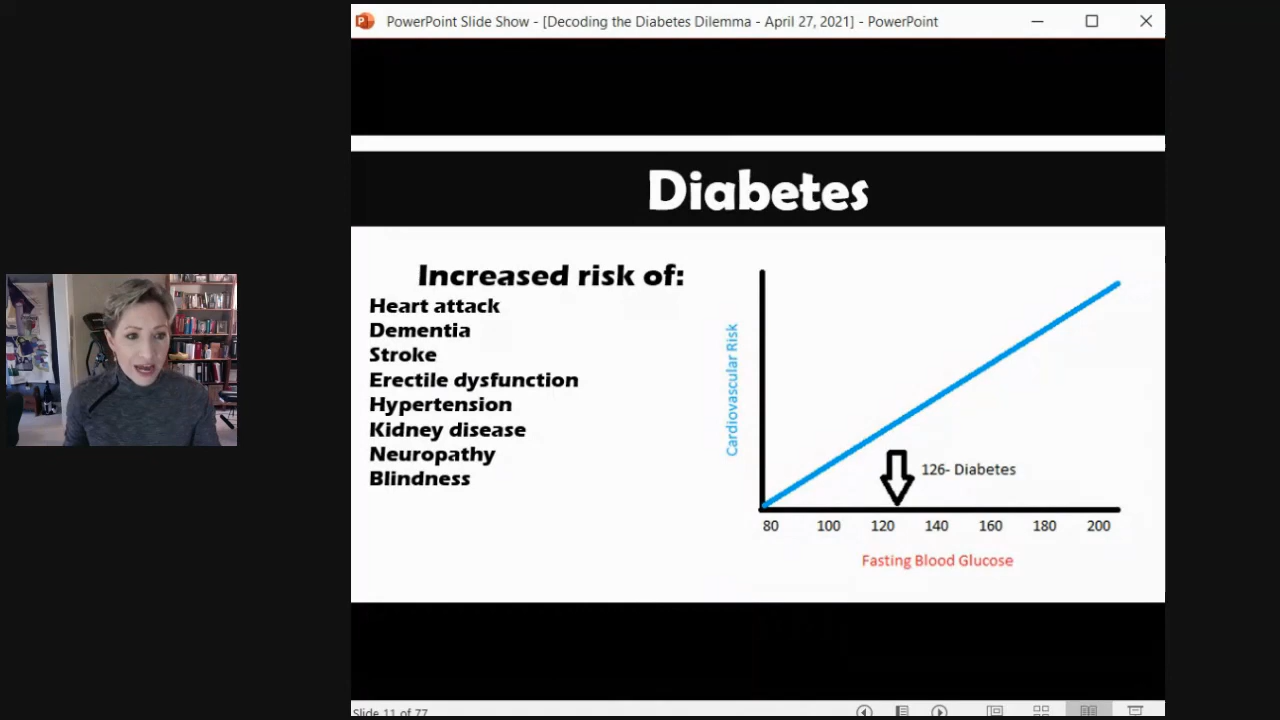 PowerPoint Slide Show - [Decoding the Diabetes Dilemma - April 27, 2021] - PowerPoint
Diabetes
Increased risk of:
Heart attack
Dementia
Stroke
Erectile dysfunction
Hypertension
Kidney disease
Neuropathy
Blindness
Cardiovascular Risk
126- Diabetes
80 100 120 140 160 180 200
Fasting Blood Glucose
Slide 11 of 77